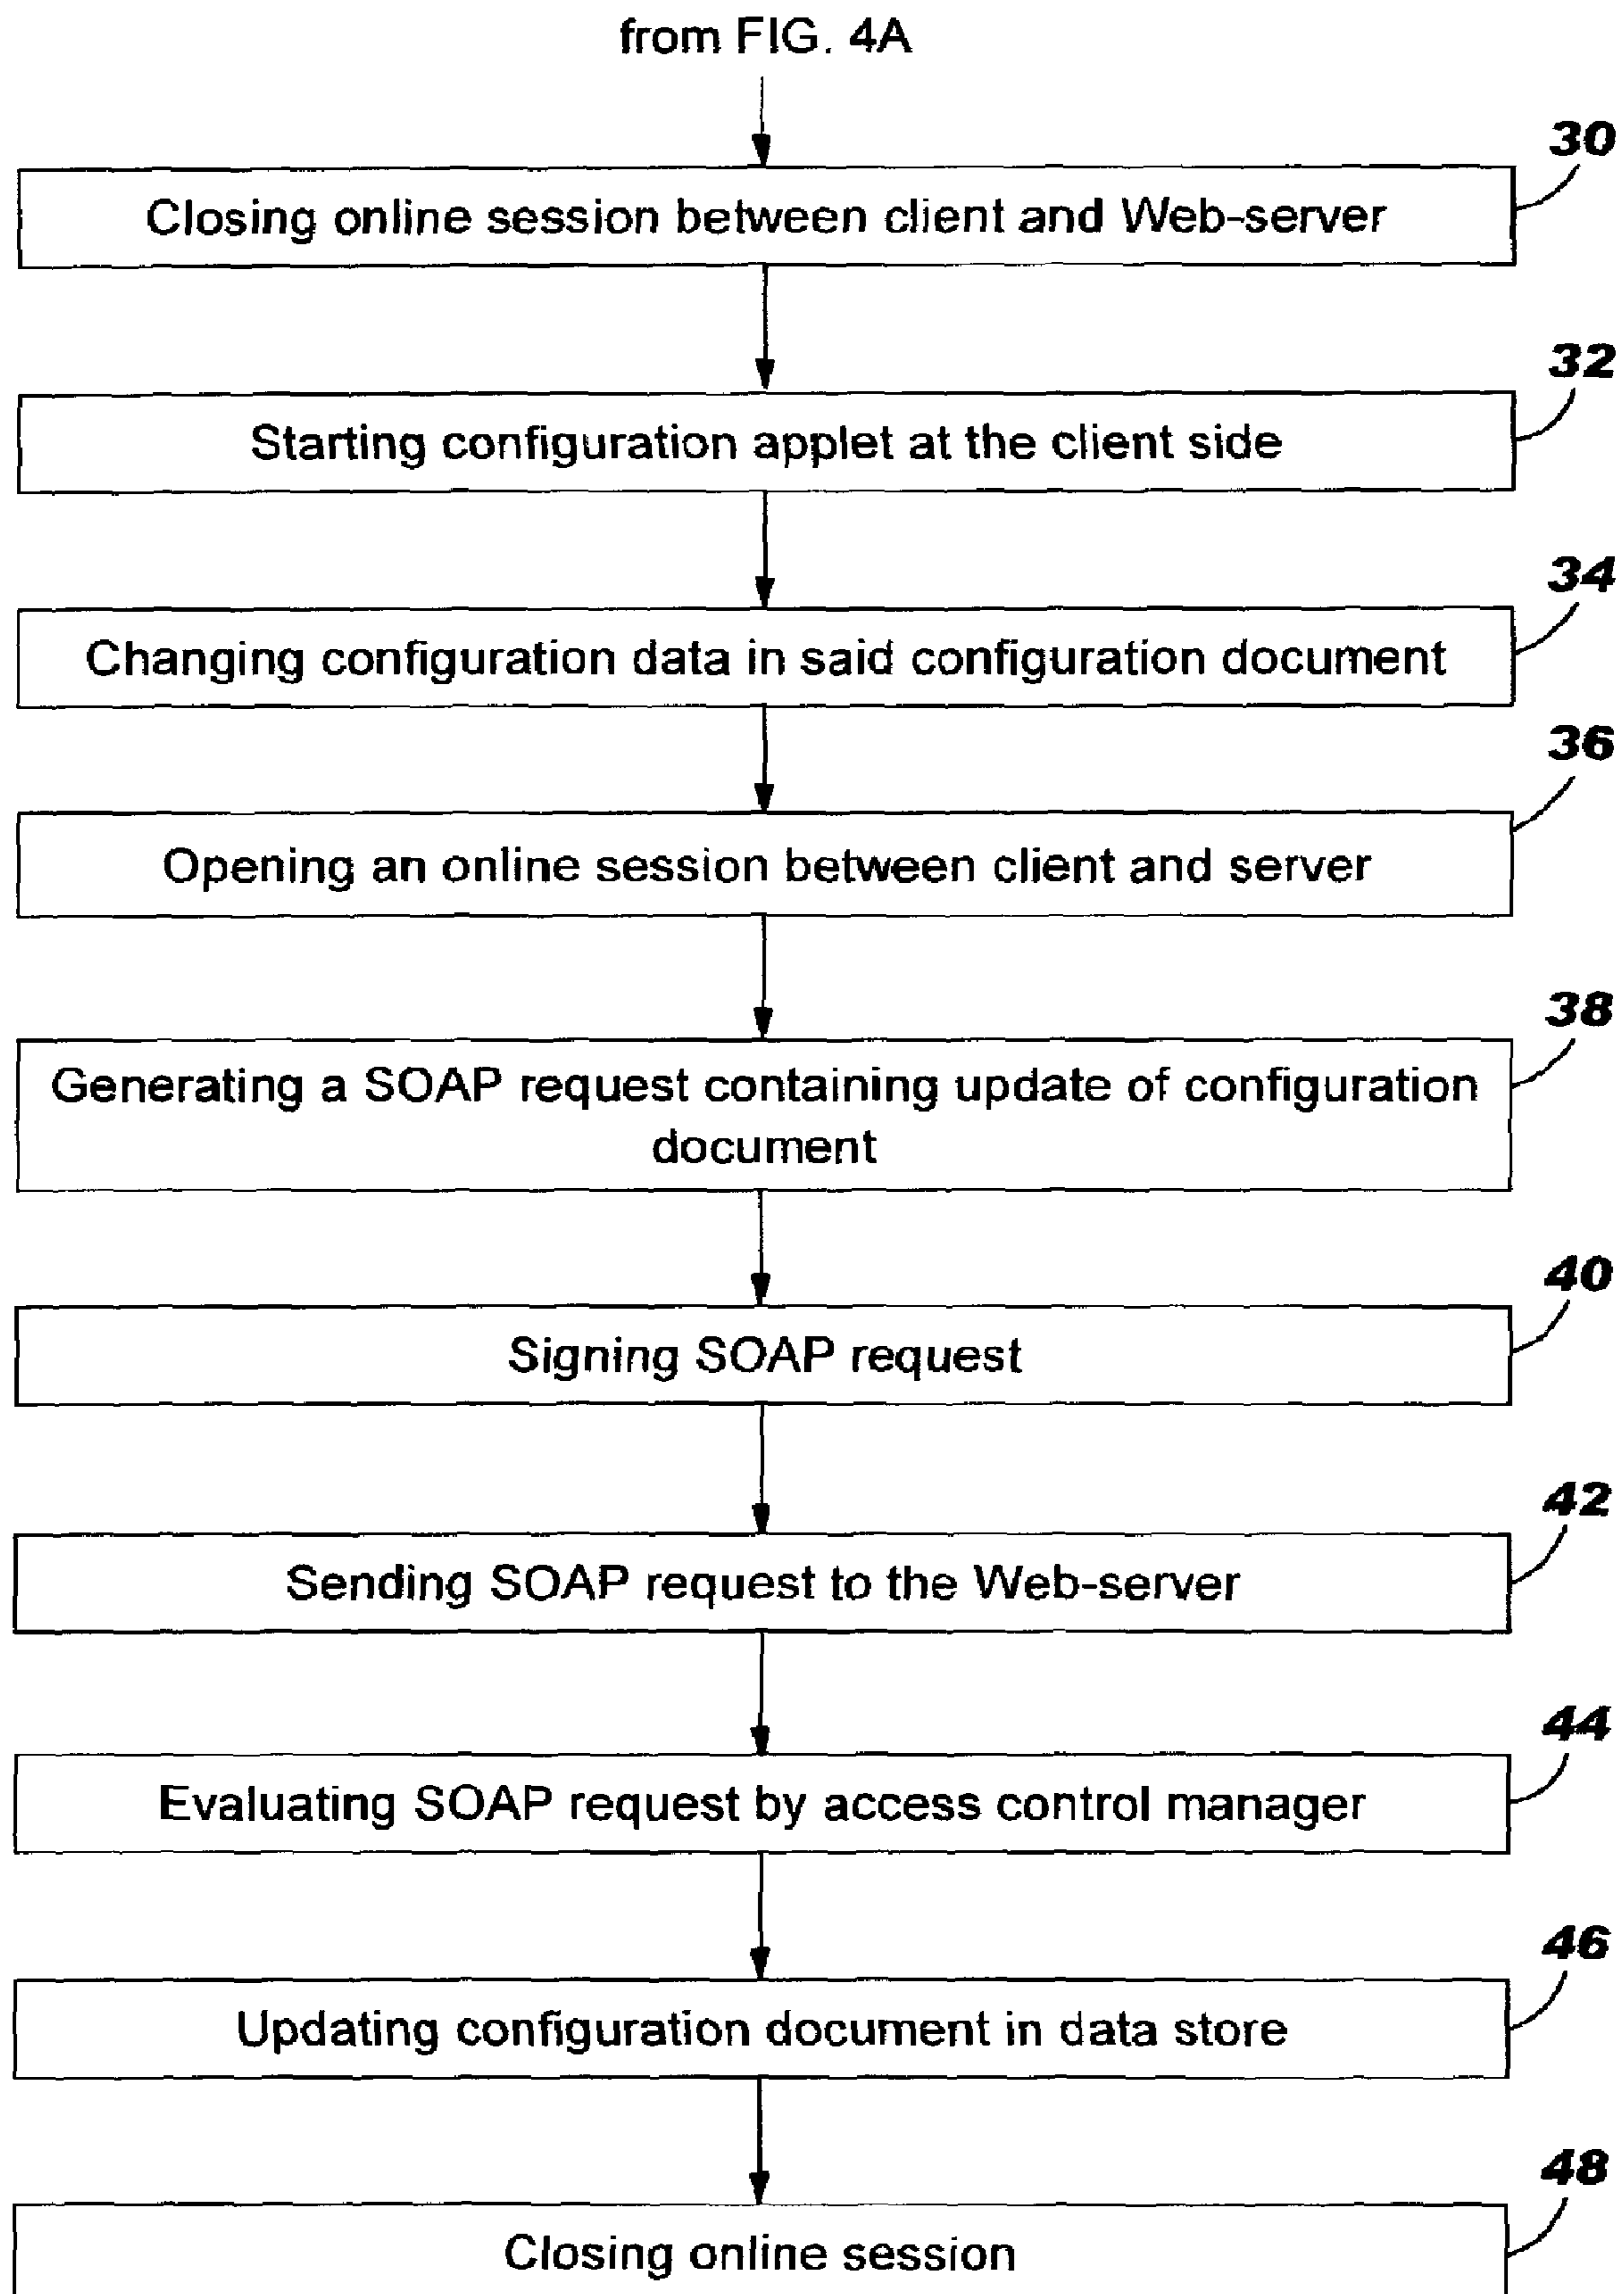 from FIG. 4A
30
Closing online session between client and Web-server
32
Starting configuration applet at the client side
34
Changing configuration data in said configuration document
36
Opening an online session between client and server
38
Generating a SOAP request containing update of configuration
document
40
Signing SOAP request
42
Sending SOAP request to the Web-server
44
Evaluating SOAP request by access control manager
46
Updating configuration document in data store
48
Closing online session